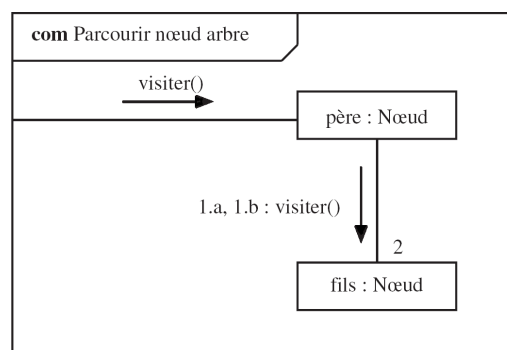 com Parcourir nœud arbre
visiter()
père : Nœud
1.a, 1.b : visiter()
2
fils : Nœud